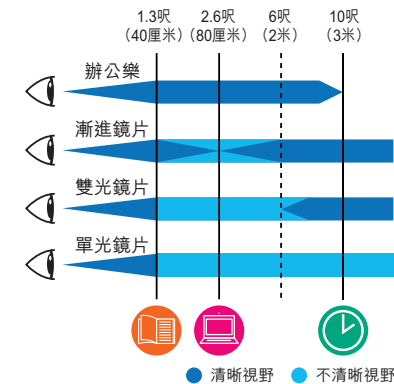 1.3呎 2.6呎 6呎 10呎
（40厘米） （80厘米） （2米） （3米）
辦公樂
漸進鏡片
雙光鏡片
單光鏡片
清晰視野 不清晰視野